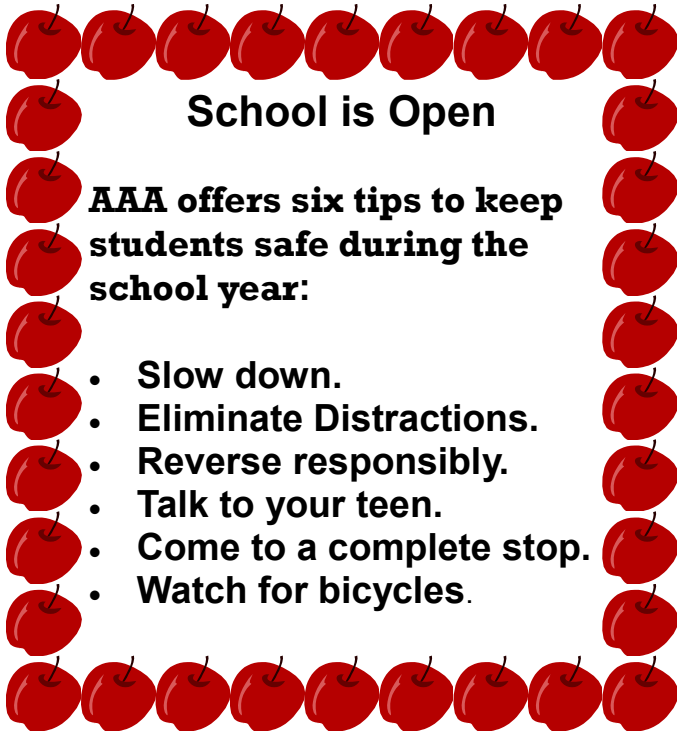 School is Open
AAA offers six tips to keep
students safe during the
school year:
• Slow down.
• Eliminate Distractions.
• Reverse responsibly.
• Talk to your teen.
• Come to a complete stop.
• Watch for bicycles.